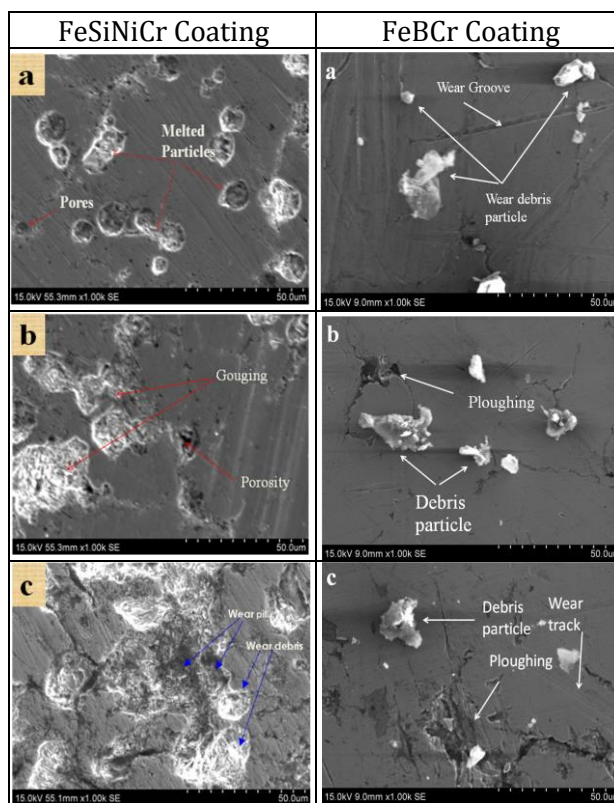 FeSiNiCr Coating
FeBCr Coating
a
Melted
Particles
Pores
15.0kV 55.3mm x1.00k SE
50.0um
a
Wear Groove
Wear debris
particle
15.0kV 9.0mm x1.00k SE
50.0um
b
Gouging
Porosity
15.0kV 55.3mm x1.00k SE
50.0um
b
Ploughing
Debris
particle
15.0kV 9.0mm x1.00k SE
50.0um
c
Wear pill
Wear debris
15.0kV 55.1mm x1.00k SE
50.0um
c
Debris
particle
Wear
track
Ploughing
15.0kV 9.0mm x1.00k SE
50.0um